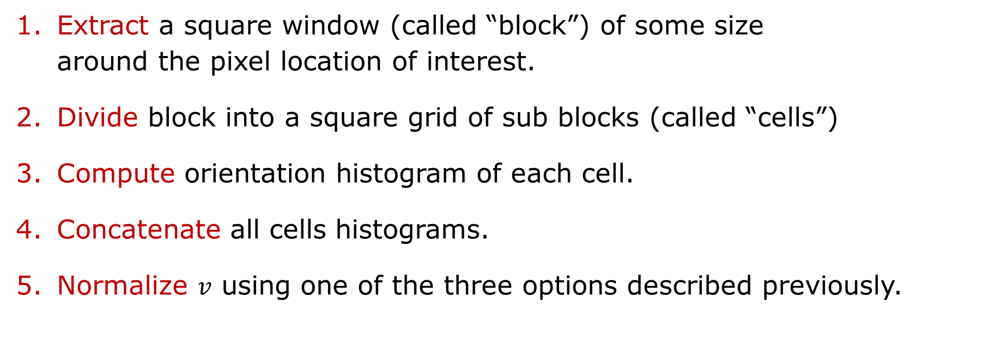 1. Extract a square window (called “block”) of some size
around the pixel location of interest.
2. Divide block into a square grid of sub blocks (called “cells”)
3. Compute orientation histogram of each cell.
4. Concatenate all cells histograms.
5. Normalize 𝑣 using one of the three options described previously.